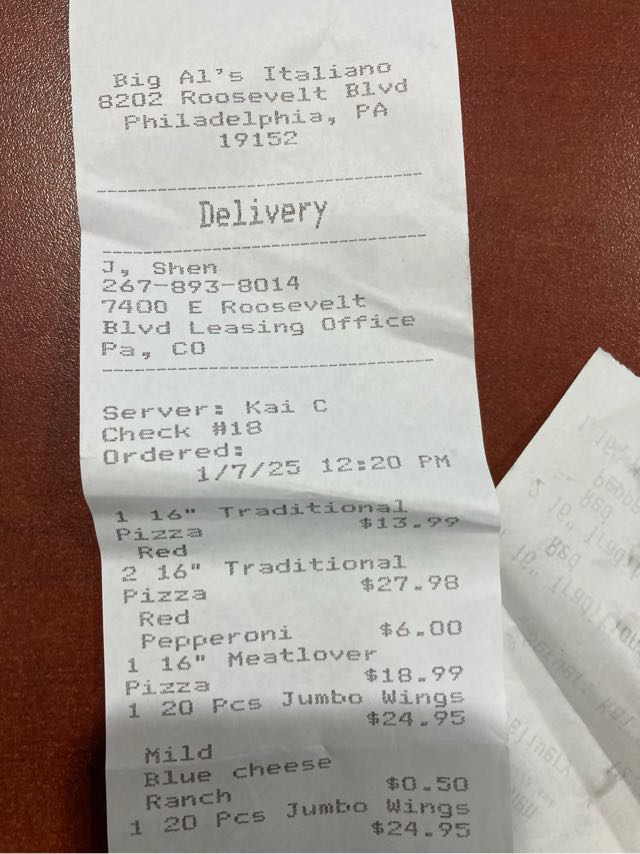 Big Al's Italiano
8202 Roosevelt Blvd
Philadelphia, PA
19152
Delivery
J, Shen
267-893-8014
7400 E Roosevelt
Blvd Leasing Office
Pa, CO
Server: Kai C
Check #18
Ordered:
1/7/25 12:20 PM
1 16" Traditional
Pizza $13.99
Red
2 16" Traditional
Pizza $27.98
Red
Pepperoni $6.00
1 16" Meatlover
Pizza $18.99
1 20 Pcs Jumbo Wings
$24.95
Mild
Blue cheese
Ranch $0.50
1 20 Pcs Jumbo Wings
$24.95